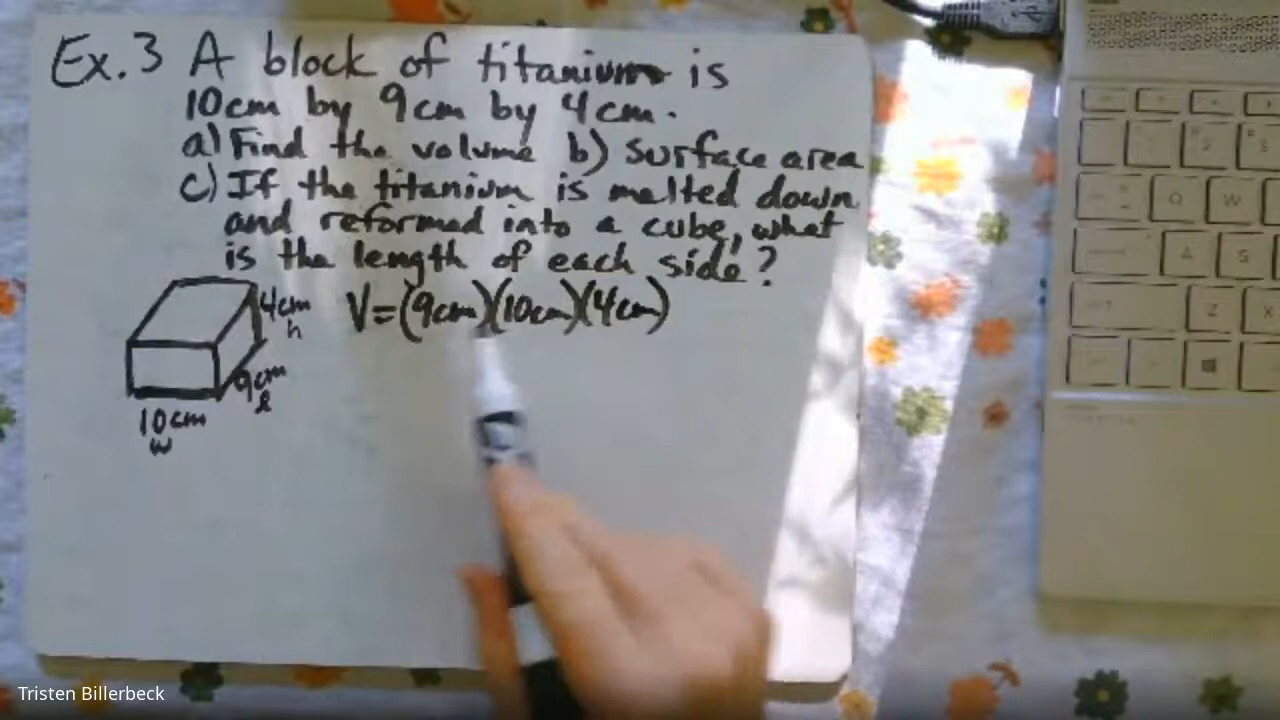 Ex. 3 A block of titanium is
10cm by 9cm by 4cm.
a) Find the volume b) Surface area
c) If the titanium is melted down
and reformed into a cube, what
is the length of each side?
4cm
h
V=(9cm)(10cm)(4cm)
9cm
l
10cm
w
Q W
A S
Z X
Tristen Billerbeck